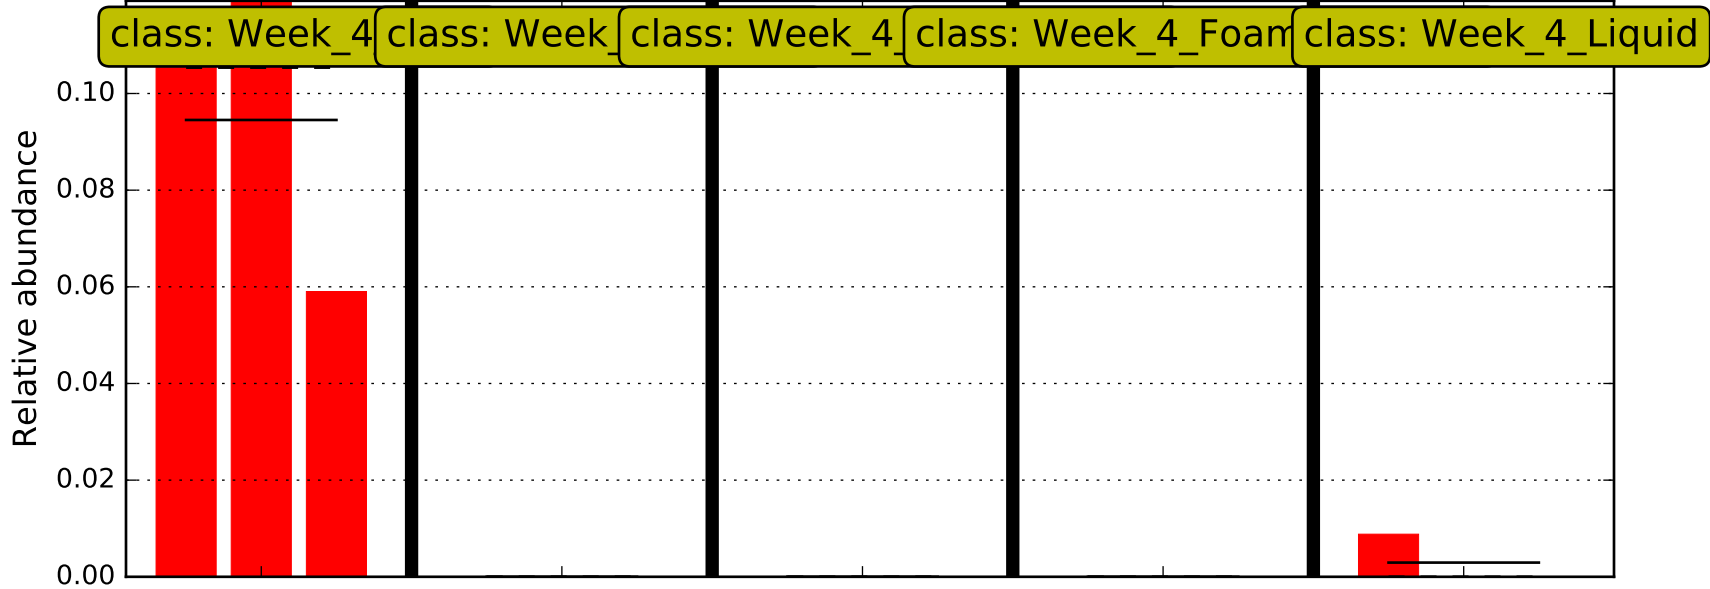 class: Week_4
class: Week_
class: Week_4_
class: Week_4_Foam
class: Week_4_Liquid
0.10
0.08
0.06
0.04
0.02
0.00
Relative abundance